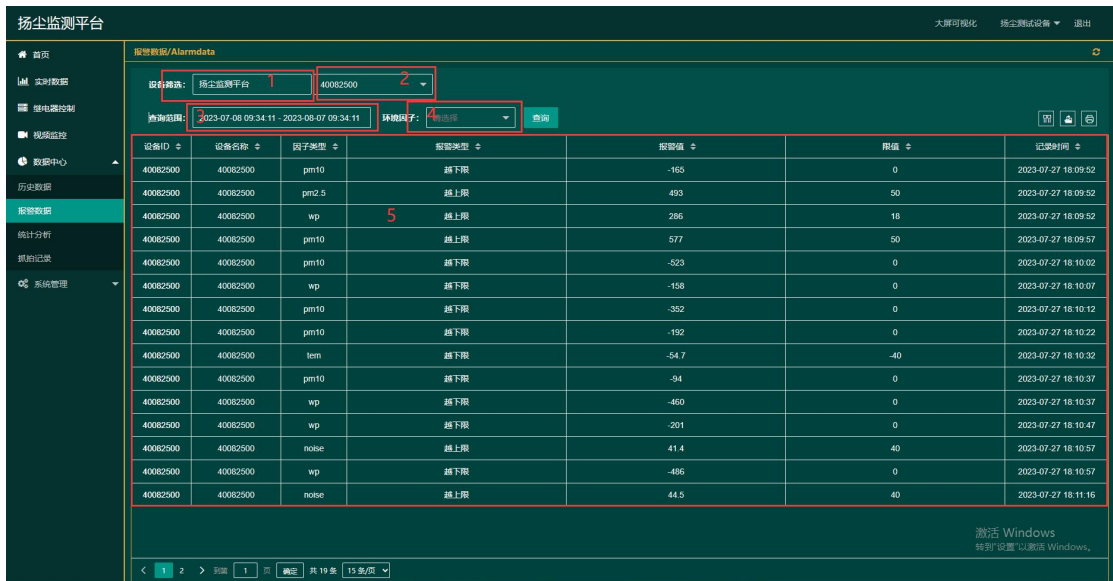 扬尘监测平台 大屏可视化 扬尘测试设备 退出
首页
实时数据
继电器控制
视频监控
数据中心
历史数据
报警数据
统计分析
抓拍记录
系统管理
报警数据/Alarmdata
设备筛选: 扬尘监测平台 1 40082500 2
查询范围: 3 2023-07-08 09:34:11 - 2023-08-07 09:34:11 环境因子: 4 请选择 查询
设备ID 设备名称 因子类型 报警类型 报警值 限值 记录时间
40082500 40082500 pm10 越下限 -165 0 2023-07-27 18:09:52
40082500 40082500 pm2.5 越上限 493 50 2023-07-27 18:09:52
40082500 40082500 wp 越上限 5 286 18 2023-07-27 18:09:52
40082500 40082500 pm10 越上限 577 50 2023-07-27 18:09:57
40082500 40082500 pm10 越下限 -523 0 2023-07-27 18:10:02
40082500 40082500 wp 越下限 -158 0 2023-07-27 18:10:07
40082500 40082500 pm10 越下限 -352 0 2023-07-27 18:10:12
40082500 40082500 pm10 越下限 -192 0 2023-07-27 18:10:22
40082500 40082500 tem 越下限 -54.7 -40 2023-07-27 18:10:32
40082500 40082500 pm10 越下限 -94 0 2023-07-27 18:10:37
40082500 40082500 wp 越下限 -460 0 2023-07-27 18:10:37
40082500 40082500 wp 越下限 -201 0 2023-07-27 18:10:47
40082500 40082500 noise 越上限 41.4 40 2023-07-27 18:10:57
40082500 40082500 wp 越下限 -486 0 2023-07-27 18:10:57
40082500 40082500 noise 越上限 44.5 40 2023-07-27 18:11:16
激活 Windows
转到"设置"以激活 Windows。
1 2 到第 1 页 确定 共 19 条 15 条/页